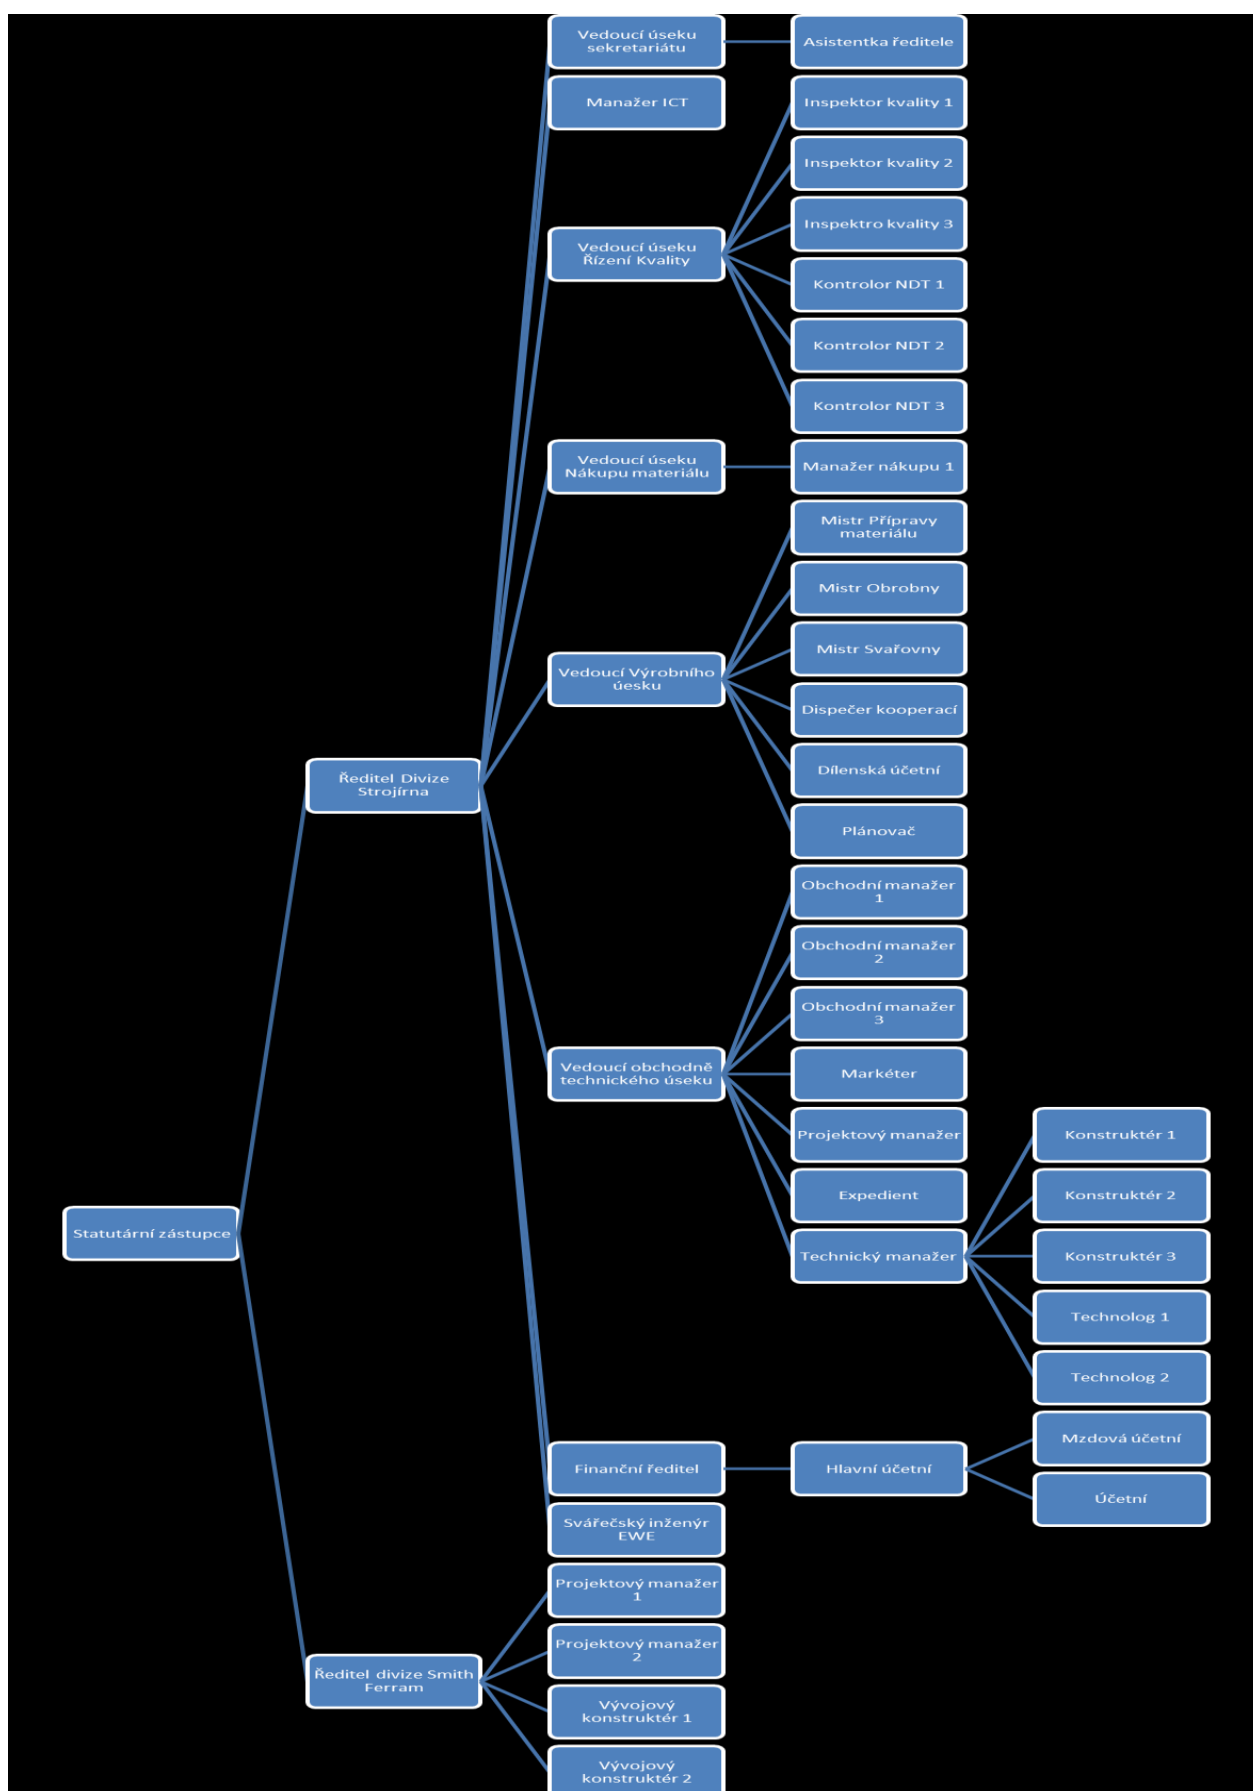 Vedoucí úseku
sekretariátu
Asistentka ředitele
Manažer ICT
Inspektor kvality 1
Inspektor kvality 2
Inspektro kvality 3
Vedoucí úseku
Řízení Kvality
Kontrolor NDT 1
Kontrolor NDT 2
Kontrolor NDT 3
Vedoucí úseku
Nákupu materiálu
Manažer nákupu 1
Mistr Přípravy
materiálu
Mistr Obrobny
Mistr Svařovny
Vedoucí Výrobního
úesku
Dispečer kooperací
Dílenská účetní
Ředitel Divize
Strojírna
Plánovač
Obchodní manažer
1
Obchodní manažer
2
Obchodní manažer
3
Vedoucí obchodně
technického úseku
Markéter
Projektový manažer
Konstruktér 1
Expedient
Konstruktér 2
Statutární zástupce
Technický manažer
Konstruktér 3
Technolog 1
Technolog 2
Mzdová účetní
Finanční ředitel
Hlavní účetní
Účetní
Svářečský inženýr
EWE
Projektový manažer
1
Projektový manažer
2
Ředitel divize Smith
Ferram
Vývojový
konstruktér 1
Vývojový
konstruktér 2